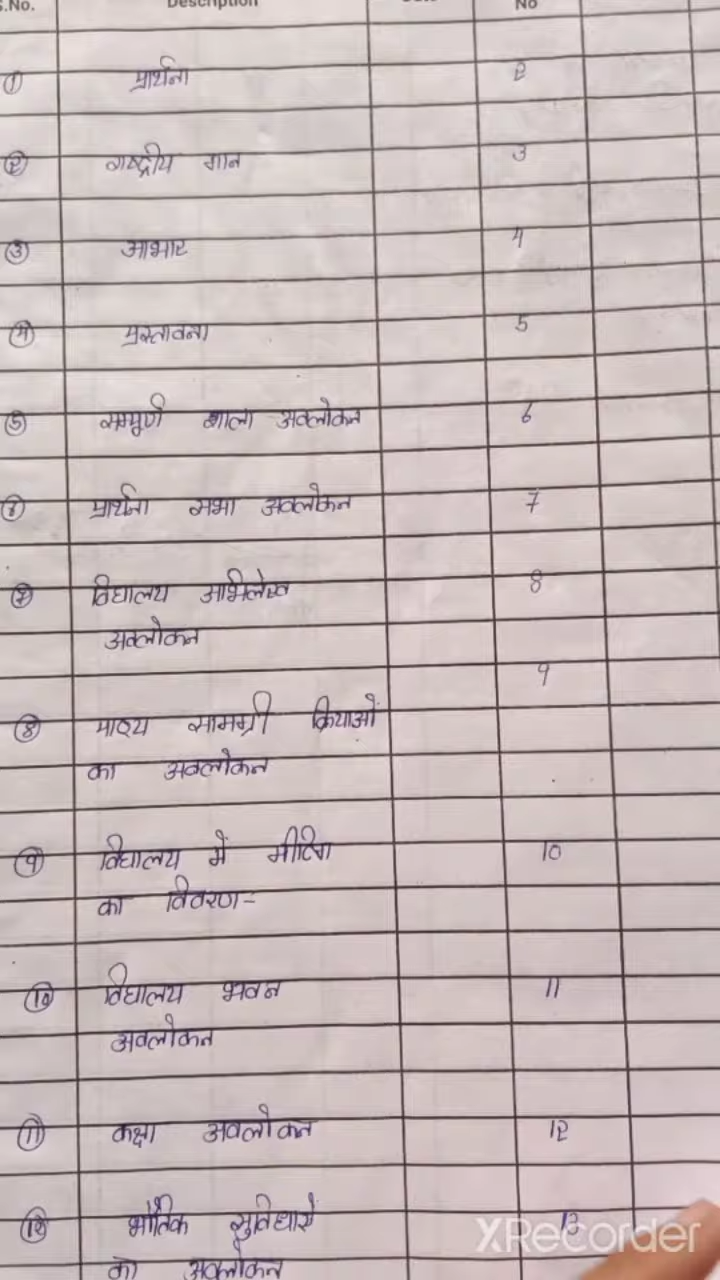 S.No. Description Date No
① प्रार्थना 2
② राष्ट्रीय गान 3
③ आभार 4
④ प्रस्तावना 5
⑤ सम्पूर्ण शाला अवलोकन 6
⑦ प्रार्थना सभा अवलोकन 7
विद्यालय अभिलेख 8
अवलोकन
9
⑧ पाठ्य सामग्री क्रियाओं
का अवलोकन
⑨ विद्यालय में मीटिंग 10
का विवरण-
⑩ विद्यालय भवन 11
अवलोकन
⑪ कक्षा अवलोकन 12
⑫ भौतिक सुविधाये 13
का अवलोकन
XRecorder